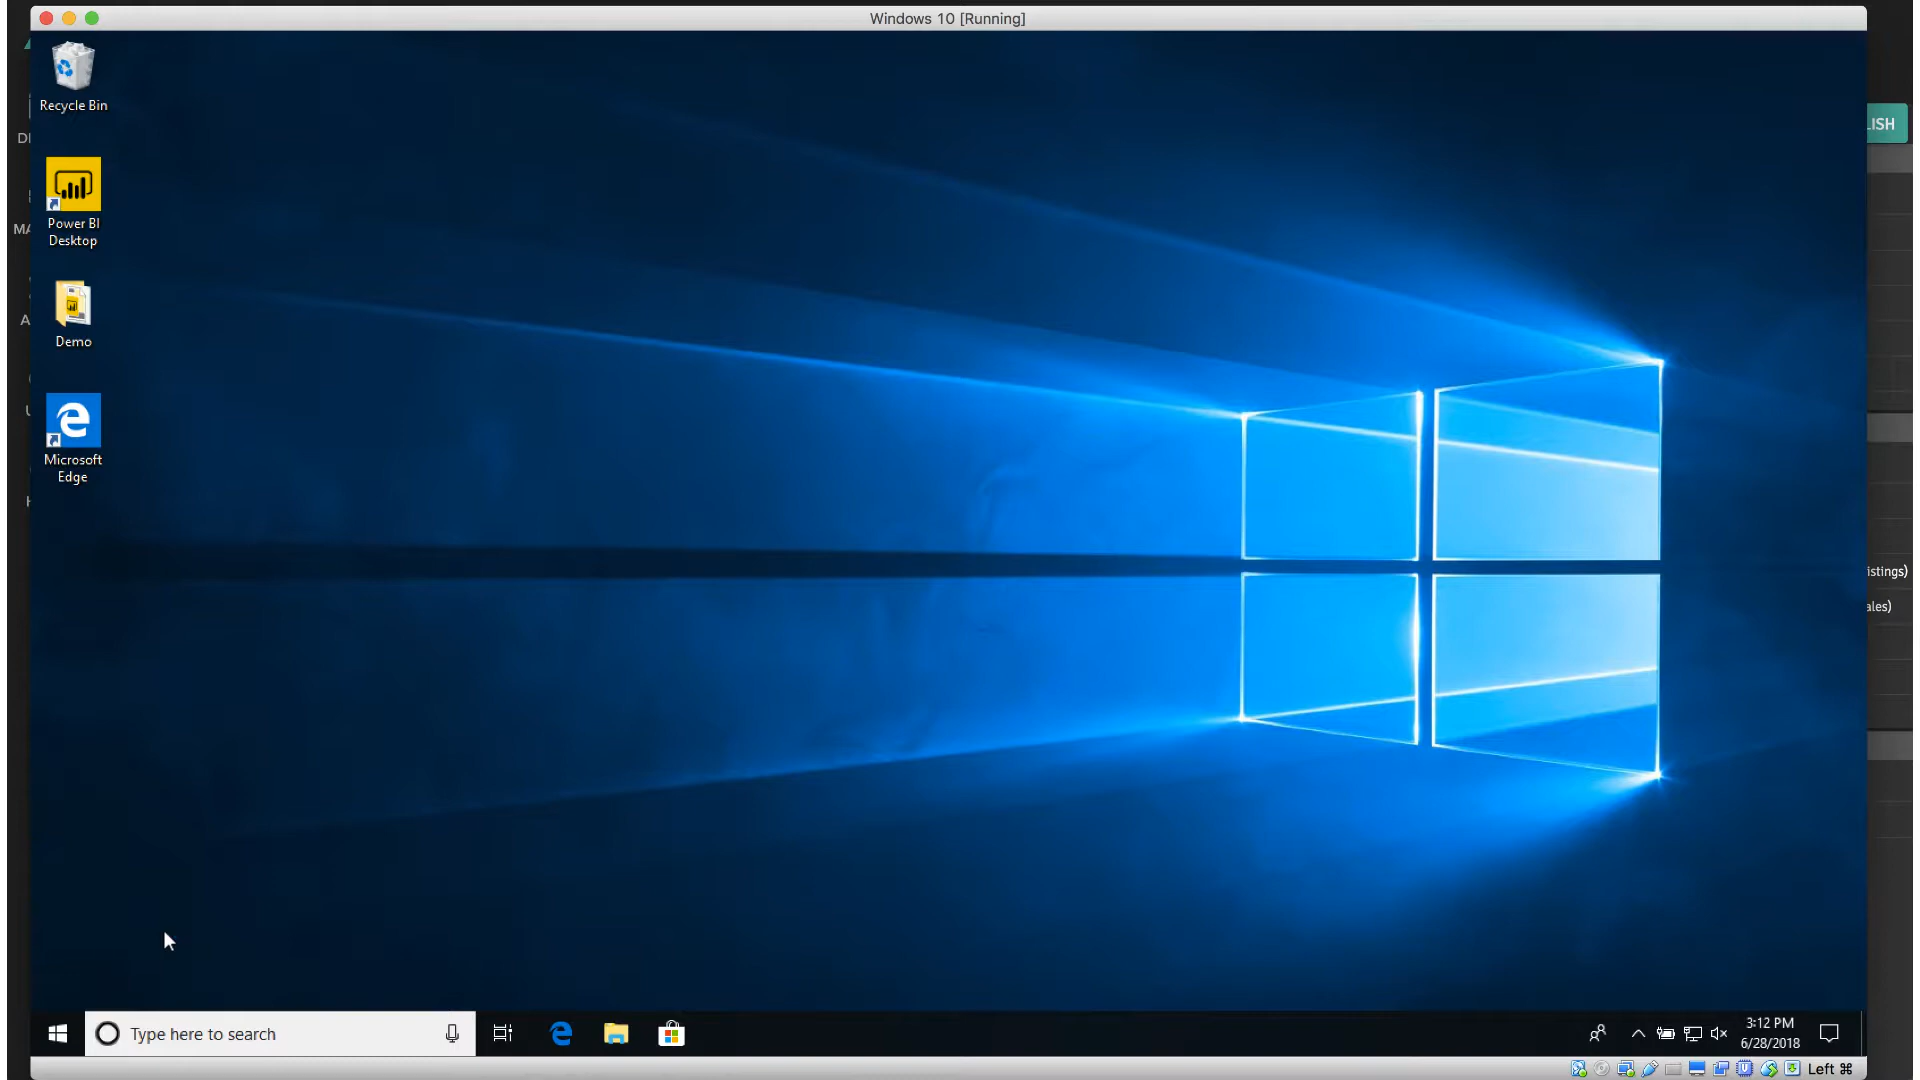 Windows 10 [Running]
Recycle Bin
LISH
Power BI
Desktop
Demo
Microsoft
Edge
istings)
ales)
Type here to search
3:12 PM
6/28/2018
Left ⌘